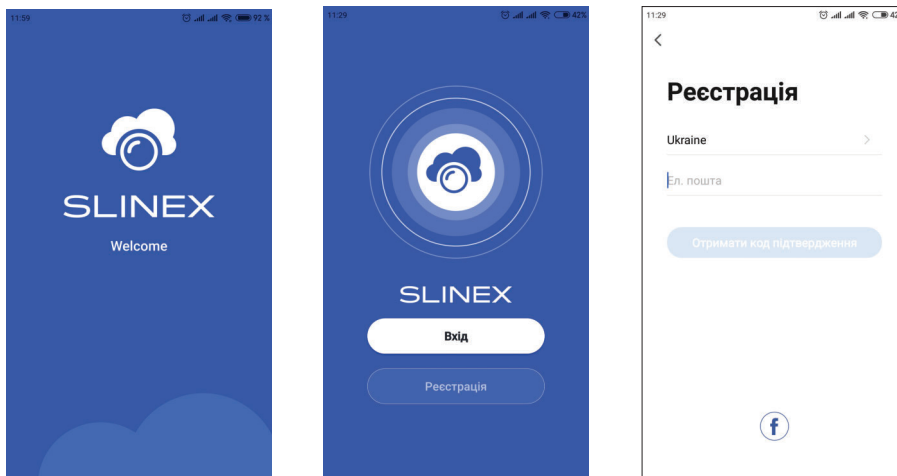 11:59
92 %
SLINEX
Welcome
11:29
42%
SLINEX
Вхід
Реєстрація
11:29
42
Реєстрація
Ukraine
Ел. пошта
Отримати код підтвердження
f